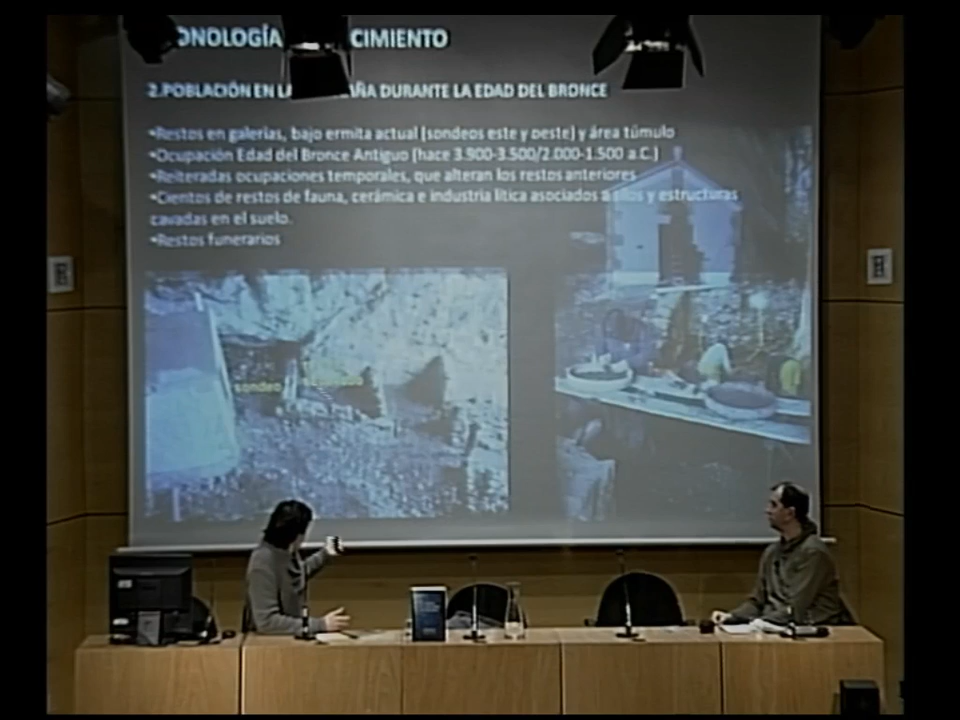 ONOLOGÍA CIMIENTO
2.POBLACIÓN EN LA ÑA DURANTE LA EDAD DEL BRONCE
•Restos en galerías, bajo ermita actual (sondeos este y oeste) y área túmulo
•Ocupación Edad del Bronce Antiguo (hace 3.900-3.500/2.000-1.500 a.C.)
•Reiteradas ocupaciones temporales, que alteran los restos anteriores
•Cientos de restos de fauna, cerámica e industria lítica asociados a silos y estructuras
cavadas en el suelo.
•Restos funerarios
sondeo